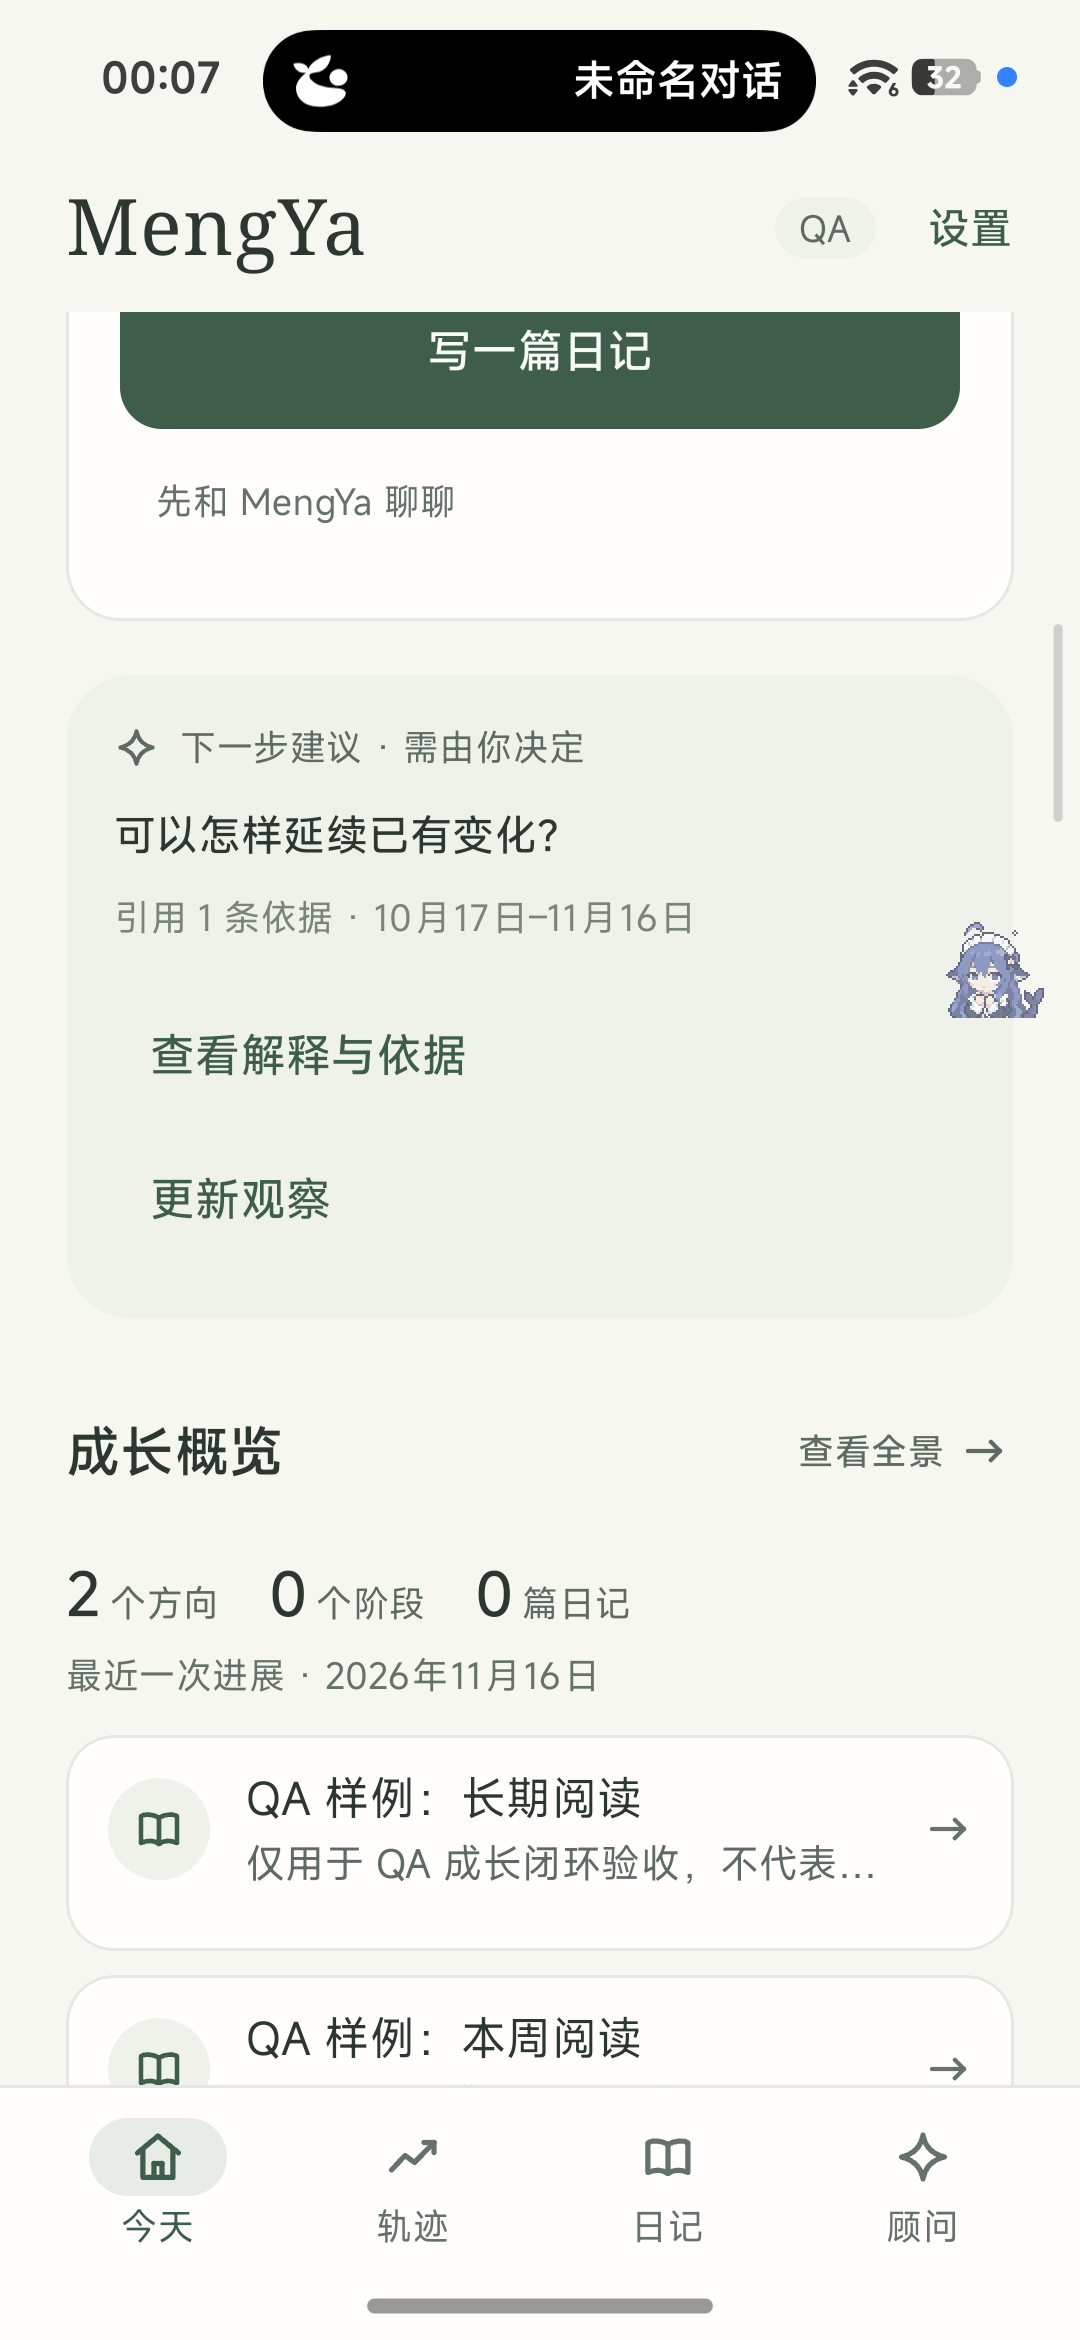 00:07
未命名对话
6
32
MengYa
QA
设置
写一篇日记
先和 MengYa 聊聊
下一步建议 · 需由你决定
可以怎样延续已有变化?
引用 1 条依据 · 10月17日–11月16日
查看解释与依据
更新观察
成长概览
查看全景 →
2 个方向 0 个阶段 0 篇日记
最近一次进展 · 2026年11月16日
QA 样例：长期阅读
仅用于 QA 成长闭环验收，不代表...
QA 样例：本周阅读
今天
轨迹
日记
顾问